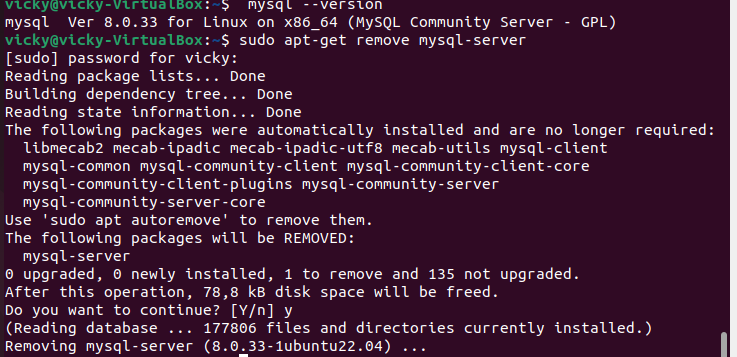 vicky@vicky-VirtualBox:~$  mysql --version
mysql  Ver 8.0.33 for Linux on x86_64 (MySQL Community Server - GPL)
vicky@vicky-VirtualBox:~$ sudo apt-get remove mysql-server
[sudo] password for vicky:
Reading package lists... Done
Building dependency tree... Done
Reading state information... Done
The following packages were automatically installed and are no longer required:
  libmecab2 mecab-ipadic mecab-ipadic-utf8 mecab-utils mysql-client
  mysql-common mysql-community-client mysql-community-client-core
  mysql-community-client-plugins mysql-community-server
  mysql-community-server-core
Use 'sudo apt autoremove' to remove them.
The following packages will be REMOVED:
  mysql-server
0 upgraded, 0 newly installed, 1 to remove and 135 not upgraded.
After this operation, 78,8 kB disk space will be freed.
Do you want to continue? [Y/n] y
(Reading database ... 177806 files and directories currently installed.)
Removing mysql-server (8.0.33-1ubuntu22.04) ...